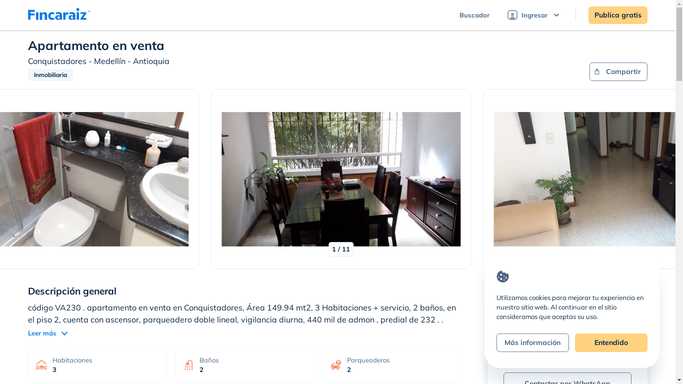 Fincaraiz
Buscador
Ingresar
Publica gratis
Apartamento en venta
Conquistadores - Medellín - Antioquia
Inmobiliaria
Compartir
1 / 11
Descripción general
código VA230 . apartamento en venta en Conquistadores, Área 149.94 mt2, 3 Habitaciones + servicio, 2 baños, en
el piso 2, cuenta con ascensor, parqueadero doble lineal, vigilancia diurna, 440 mil de admon . predial de 232 . .
Leer más
Habitaciones
3
Baños
2
Parqueaderos
2
Utilizamos cookies para mejorar tu experiencia en
nuestro sitio web. Al continuar en el sitio
consideramos que aceptas su uso.
Más información
Entendido
Contactar por WhatsApp